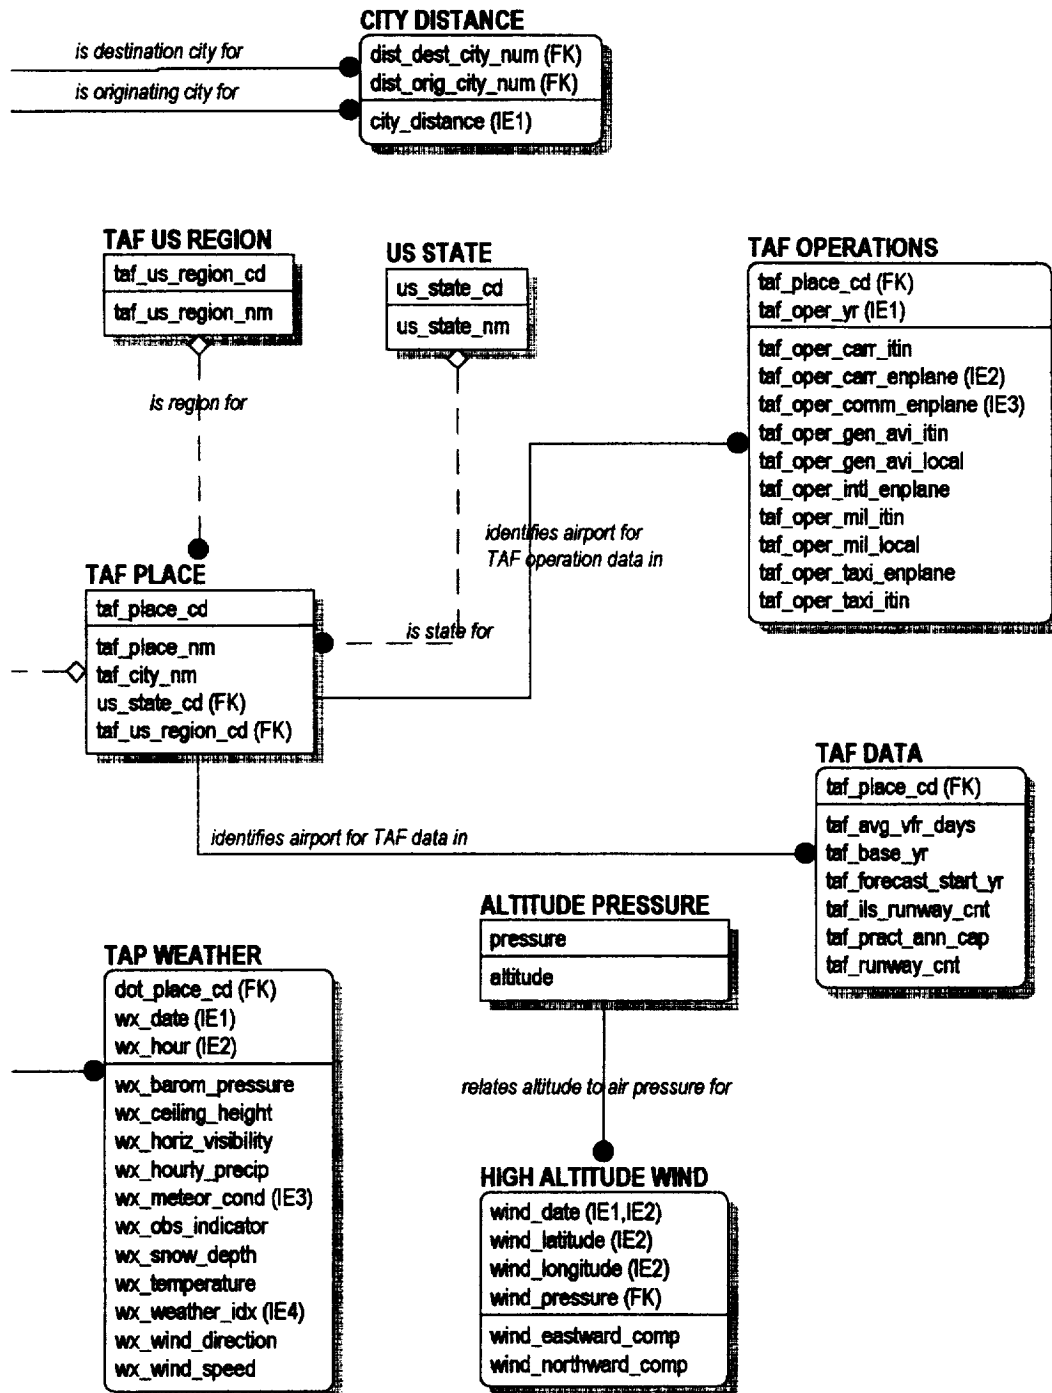 CITY DISTANCE
is destination city for
dist_dest_city_num (FK)
dist_orig_city_num (FK)
is originating city for
city_distance (IE1)
TAF US REGION
taf_us_region_cd
taf_us_region_nm
US STATE
us_state_cd
us_state_nm
TAF OPERATIONS
taf_place_cd (FK)
taf_oper_yr (IE1)
taf_oper_carr_itin
taf_oper_carr_enplane (IE2)
taf_oper_comm_enplane (IE3)
taf_oper_gen_avi_itin
taf_oper_gen_avi_local
taf_oper_intl_enplane
taf_oper_mil_itin
taf_oper_mil_local
taf_oper_taxi_enplane
taf_oper_taxi_itin
is region for
identifies airport for
TAF operation data in
is state for
TAF PLACE
taf_place_cd
taf_place_nm
taf_city_nm
us_state_cd (FK)
taf_us_region_cd (FK)
identifies airport for TAF data in
TAF DATA
taf_place_cd (FK)
taf_avg_vfr_days
taf_base_yr
taf_forecast_start_yr
taf_ils_runway_cnt
taf_pract_ann_cap
taf_runway_cnt
ALTITUDE PRESSURE
pressure
altitude
relates altitude to air pressure for
TAP WEATHER
dot_place_cd (FK)
wx_date (IE1)
wx_hour (IE2)
wx_barom_pressure
wx_ceiling_height
wx_horiz_visibility
wx_hourly_precip
wx_meteor_cond (IE3)
wx_obs_indicator
wx_snow_depth
wx_temperature
wx_weather_idx (IE4)
wx_wind_direction
wx_wind_speed
HIGH ALTITUDE WIND
wind_date (IE1,IE2)
wind_latitude (IE2)
wind_longitude (IE2)
wind_pressure (FK)
wind_eastward_comp
wind_northward_comp